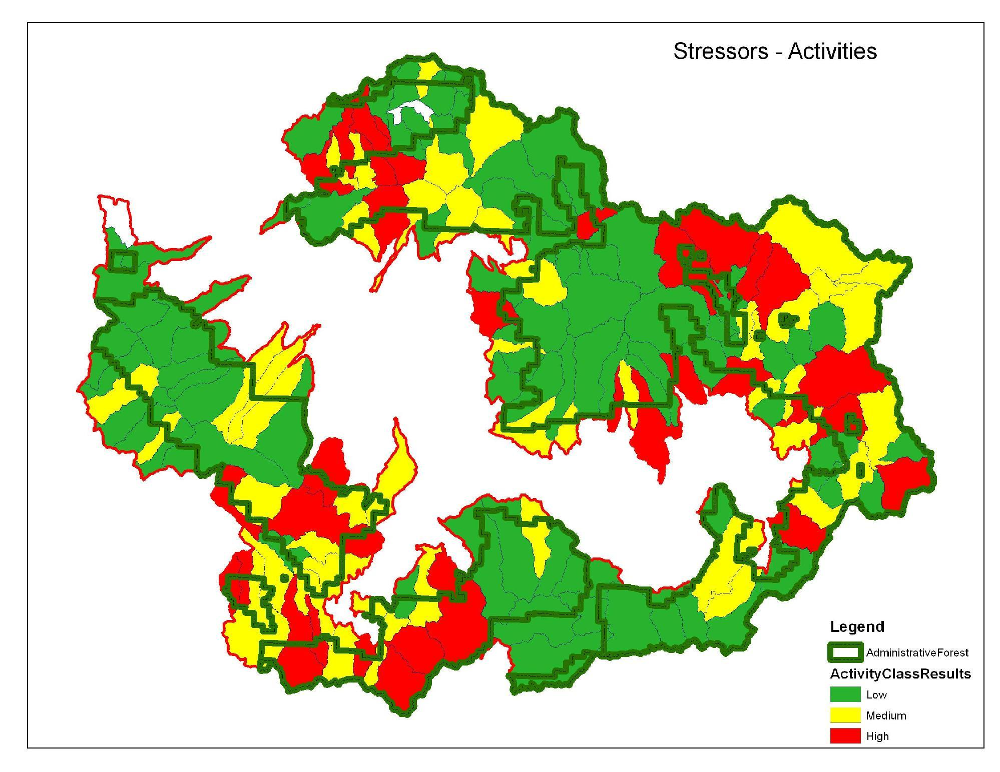 Stressors - Activities
Legend
AdministrativeForest
ActivityClassResults
Low
Medium
High